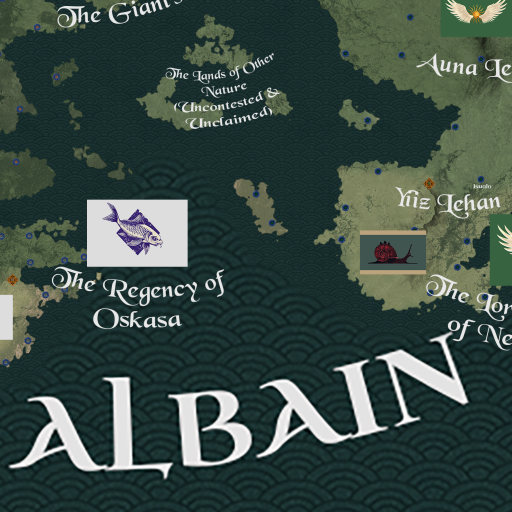 The Giant's
The Lands of Other
Nature
(Uncontested &
Unclaimed)
Auna Le
Yiiz Lehan
The Regency of
Oskasa
The Lor
of Ne
ALBAIN